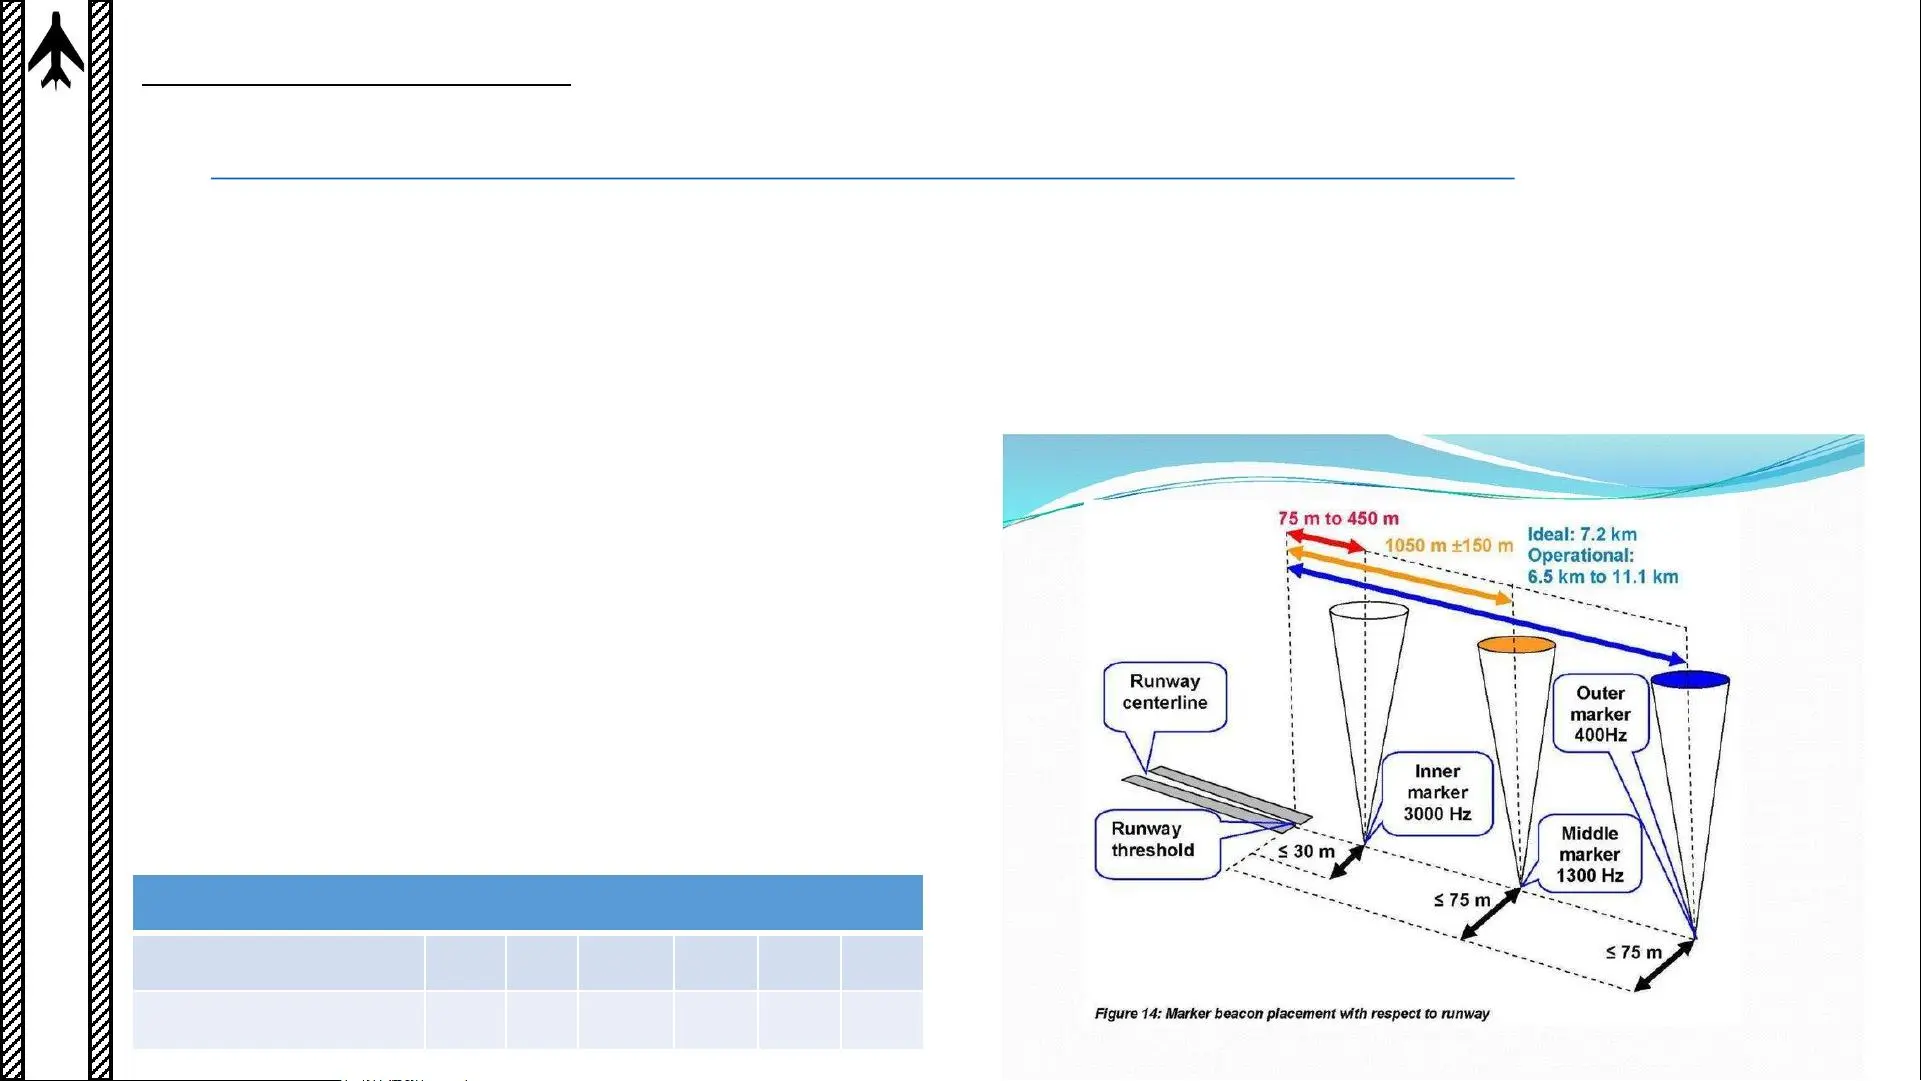 75 m to 450 m
1050 m ±150 m
Ideal: 7.2 km
Operational:
6.5 km to 11.1 km
Runway
centerline
Outer
marker
400Hz
Inner
marker
3000 Hz
Runway
threshold
Middle
marker
1300 Hz
≤ 30 m
≤ 75 m
≤ 75 m
Figure 14: Marker beacon placement with respect to runway